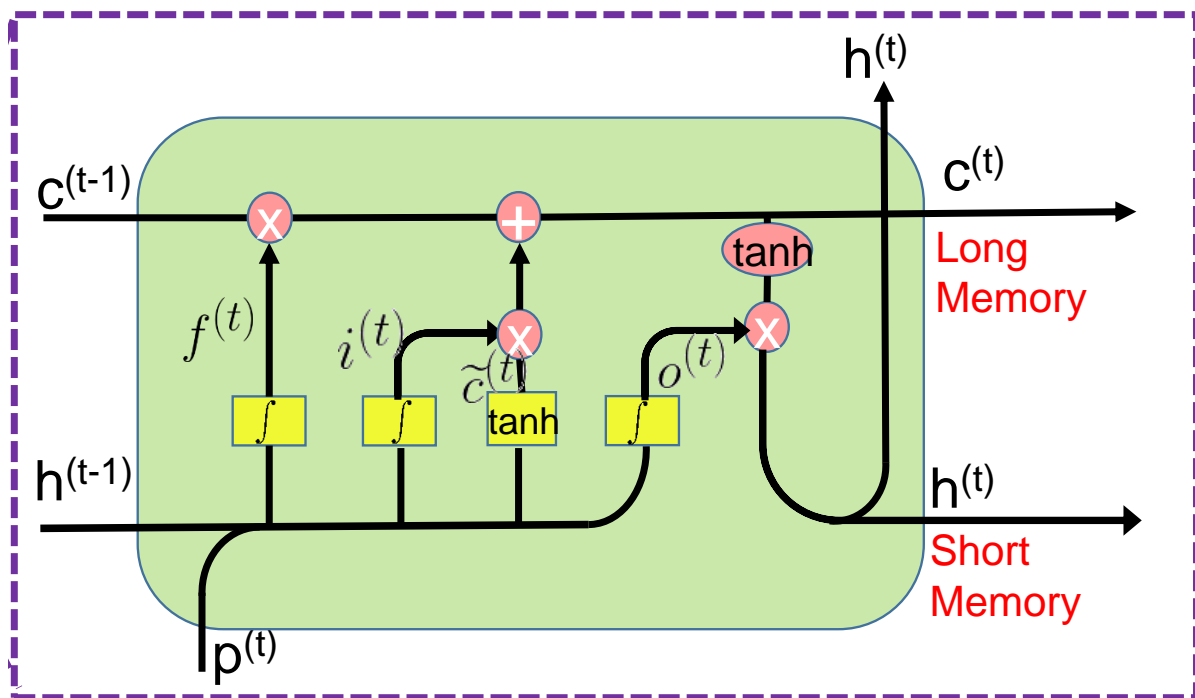 h(t)
c(t-1)
c(t)
x
+
tanh
Long
Memory
f(t)
i(t)
x
x
c̃(t)
o(t)
∫
∫
tanh
∫
h(t-1)
h(t)
Short
Memory
p(t)